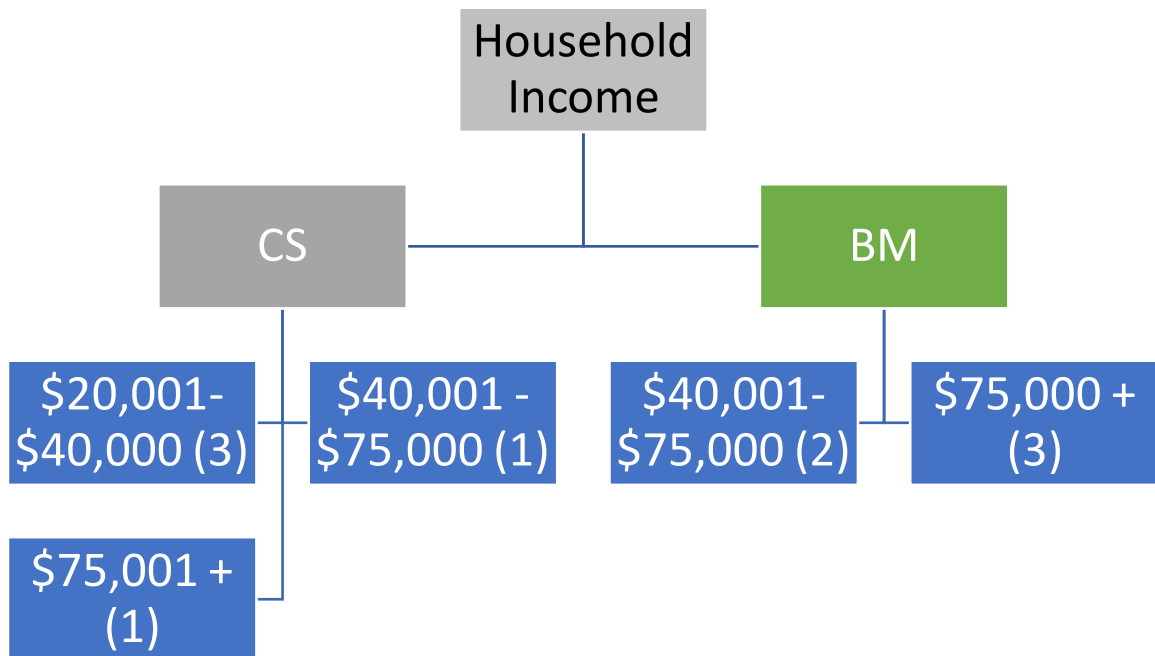 Household
Income
CS
BM
$20,001-
$40,000 (3)
$40,001 -
$75,000 (1)
$40,001-
$75,000 (2)
$75,000 +
(3)
$75,001 +
(1)